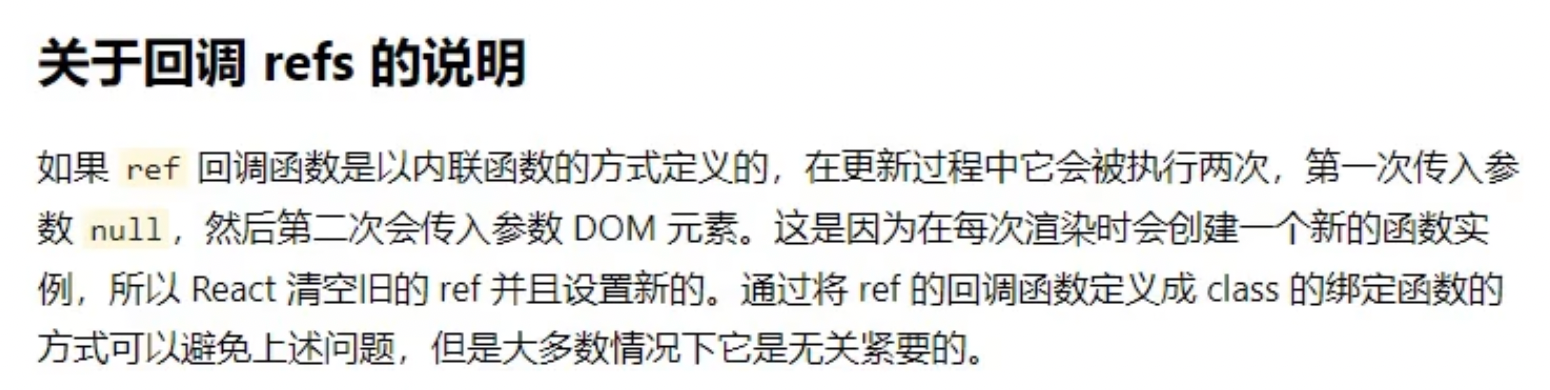 关于回调 refs 的说明
如果 ref 回调函数是以内联函数的方式定义的，在更新过程中它会被执行两次，第一次传入参
数 null，然后第二次会传入参数 DOM 元素。这是因为在每次渲染时会创建一个新的函数实
例，所以 React 清空旧的 ref 并且设置新的。通过将 ref 的回调函数定义成 class 的绑定函数的
方式可以避免上述问题，但是大多数情况下它是无关紧要的。